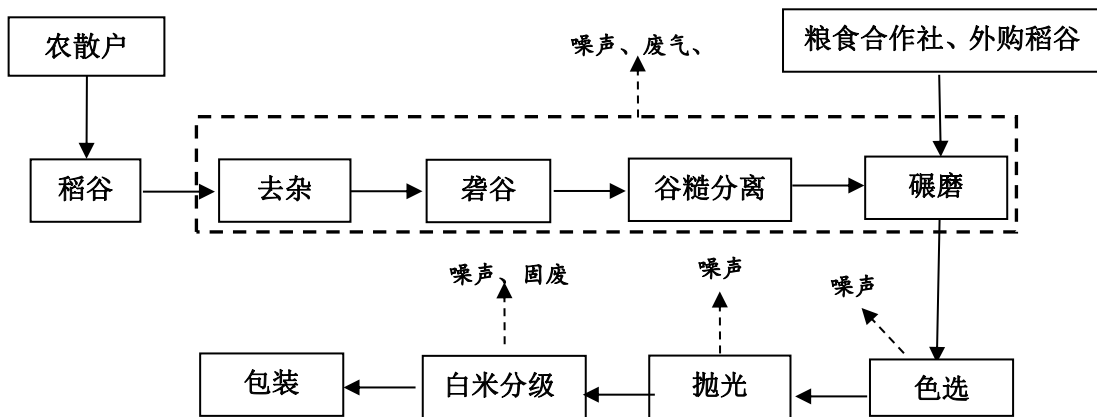 农散户
噪声、废气、
粮食合作社、外购稻谷
稻谷
去杂
砻谷
谷糙分离
碾磨
噪声、固废
噪声
噪声
包装
白米分级
抛光
色选